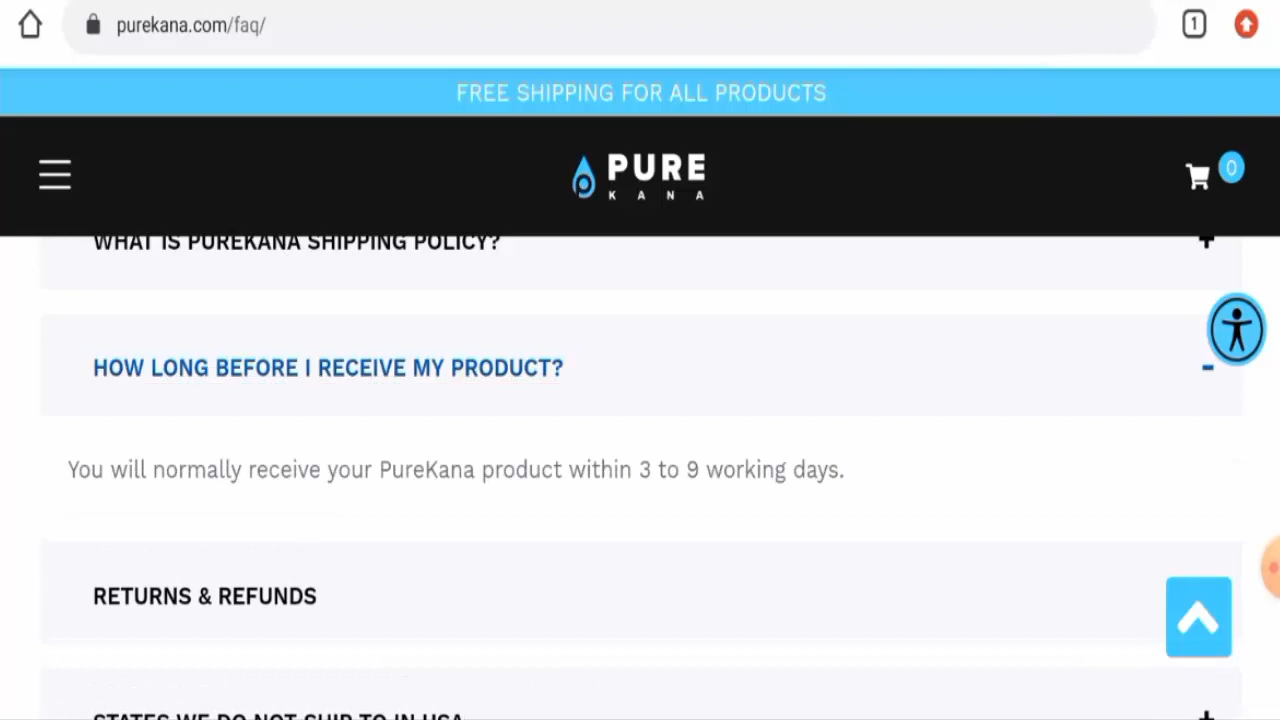 purekana.com/faq/
1
FREE SHIPPING FOR ALL PRODUCTS
PURE
KANA
0
WHAT IS PUREKANA SHIPPING POLICY?
+
HOW LONG BEFORE I RECEIVE MY PRODUCT?
-
You will normally receive your PureKana product within 3 to 9 working days.
RETURNS & REFUNDS
STATES WE DO NOT SHIP TO IN USA
+